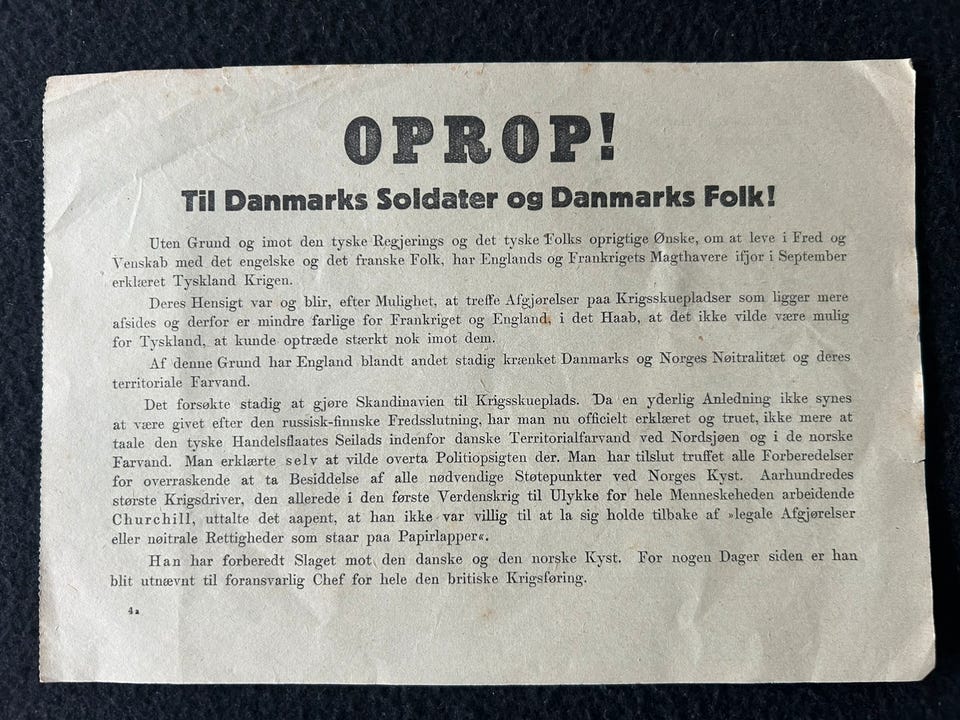 OPROP!
Til Danmarks Soldater og Danmarks Folk!
Uten Grund og imot den tyske Regjerings og det tyske Folks oprigtige Ønske, om at leve i Fred og
Venskab med det engelske og det franske Folk, har Englands og Frankrigets Magthavere ifjor i September
erklæret Tyskland Krigen.
Deres Hensigt var og blir, efter Mulighet, at treffe Afgjørelser paa Krigsskuepladser som ligger mere
afsides og derfor er mindre farlige for Frankriget og England, i det Haab, at det ikke vilde være mulig
for Tyskland, at kunde optræde stærkt nok imot dem.
Af denne Grund har England blandt andet stadig krænket Danmarks og Norges Nøitralitæt og deres
territoriale Farvand.
Det forsøkte stadig at gjøre Skandinavien til Krigsskueplads. Da en yderlig Anledning ikke synes
at være givet efter den russisk-finnske Fredsslutning, har man nu officielt erklæret og truet, ikke mere at
taale den tyske Handelsflaates Seilads indenfor danske Territorialfarvand ved Nordsjøen og i de norske
Farvand. Man erklærte selv at vilde overta Politiopsigten der. Man har tilslut truffet alle Forberedelser
for overraskende at ta Besiddelse af alle nødvendige Støtepunkter ved Norges Kyst. Aarhundredes
største Krigsdriver, den allerede i den første Verdenskrig til Ulykke for hele Menneskeheden arbeidende
Churchill, uttalte det aapent, at han ikke var villig til at la sig holde tilbake af »legale Afgjørelser
eller nøitrale Rettigheder som staar paa Papirlapper«.
Han har forberedt Slaget mot den danske og den norske Kyst. For nogen Dager siden er han
blit utnævnt til foransvarlig Chef for hele den britiske Krigsføring.
4a